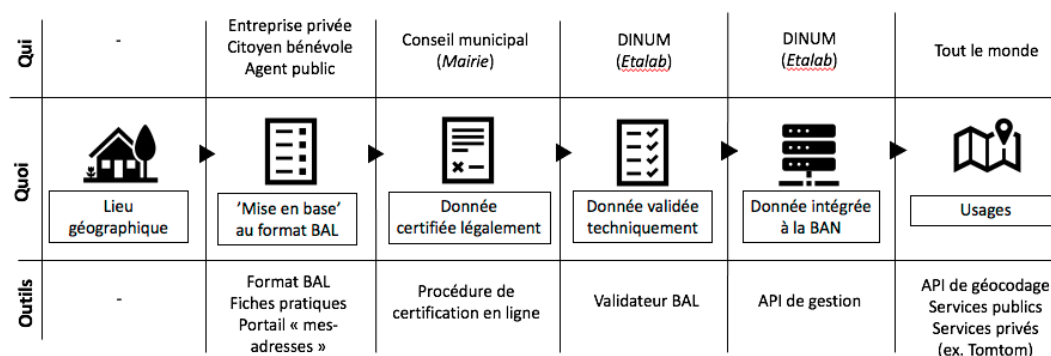 Qui
-
Entreprise privée
Citoyen bénévole
Agent public
Conseil municipal
(Mairie)
DINUM
(Etalab)
DINUM
(Etalab)
Tout le monde
Quoi
Lieu
géographique
’Mise en base’
au format BAL
Donnée
certifiée légalement
Donnée validée
techniquement
Donnée intégrée
à la BAN
Usages
Outils
-
Format BAL
Fiches pratiques
Portail « mes-
adresses »
Procédure de
certification en ligne
Validateur BAL
API de gestion
API de géocodage
Services publics
Services privés
(ex. Tomtom)